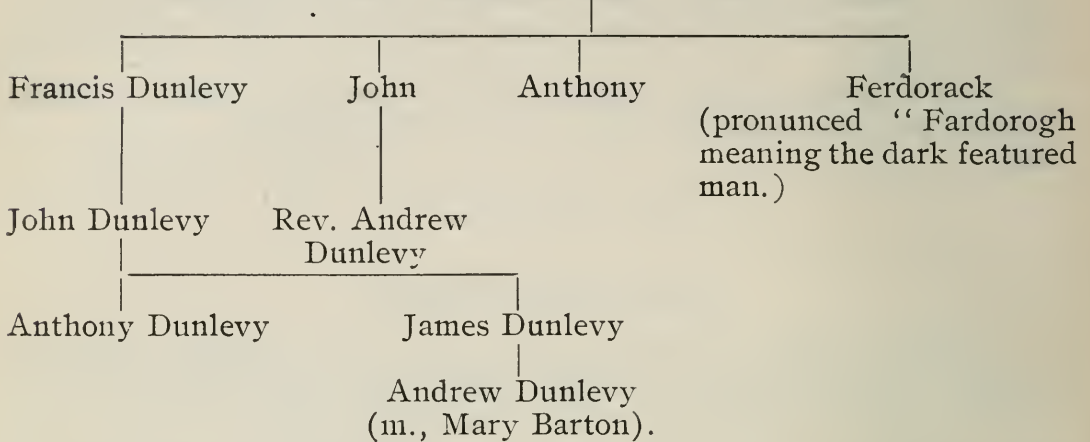 Francis Dunlevy John Anthony Ferdorack
(pronunced “ Fardorogh
meaning the dark featured
man.)
John Dunlevy Rev. Andrew
Dunlevy
Anthony Dunlevy James Dunlevy
Andrew Dunlevy
(m., Mary Barton).